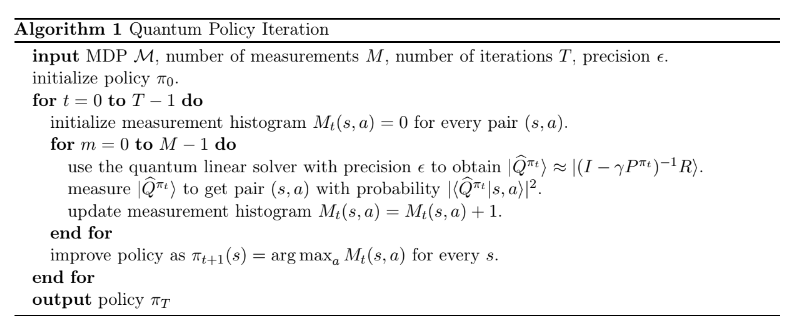 Algorithm 1 Quantum Policy Iteration
input MDP $\mathcal{M}$, number of measurements $M$, number of iterations $T$, precision $\epsilon$.
initialize policy $\pi_0$.
for $t = 0$ to $T - 1$ do
initialize measurement histogram $M_t(s, a) = 0$ for every pair $(s, a)$.
for $m = 0$ to $M - 1$ do
use the quantum linear solver with precision $\epsilon$ to obtain $|\widehat{Q}^{\pi_t}\rangle \approx |(I - \gamma P^{\pi_t})^{-1} R\rangle$.
measure $|\widehat{Q}^{\pi_t}\rangle$ to get pair $(s, a)$ with probability $|\langle \widehat{Q}^{\pi_t} | s, a \rangle|^2$.
update measurement histogram $M_t(s, a) = M_t(s, a) + 1$.
end for
improve policy as $\pi_{t+1}(s) = \arg\max_a M_t(s, a)$ for every $s$.
end for
output policy $\pi_T$